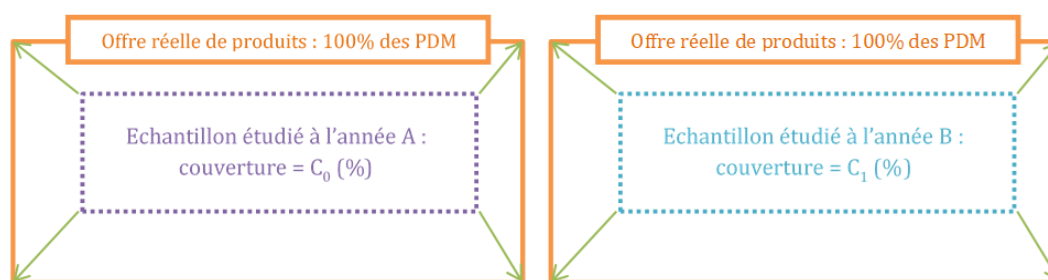 Offre réelle de produits : 100% des PDM
Echantillon étudié à l'année A :
couverture = C₀ (%)
Offre réelle de produits : 100% des PDM
Echantillon étudié à l'année B :
couverture = C₁ (%)